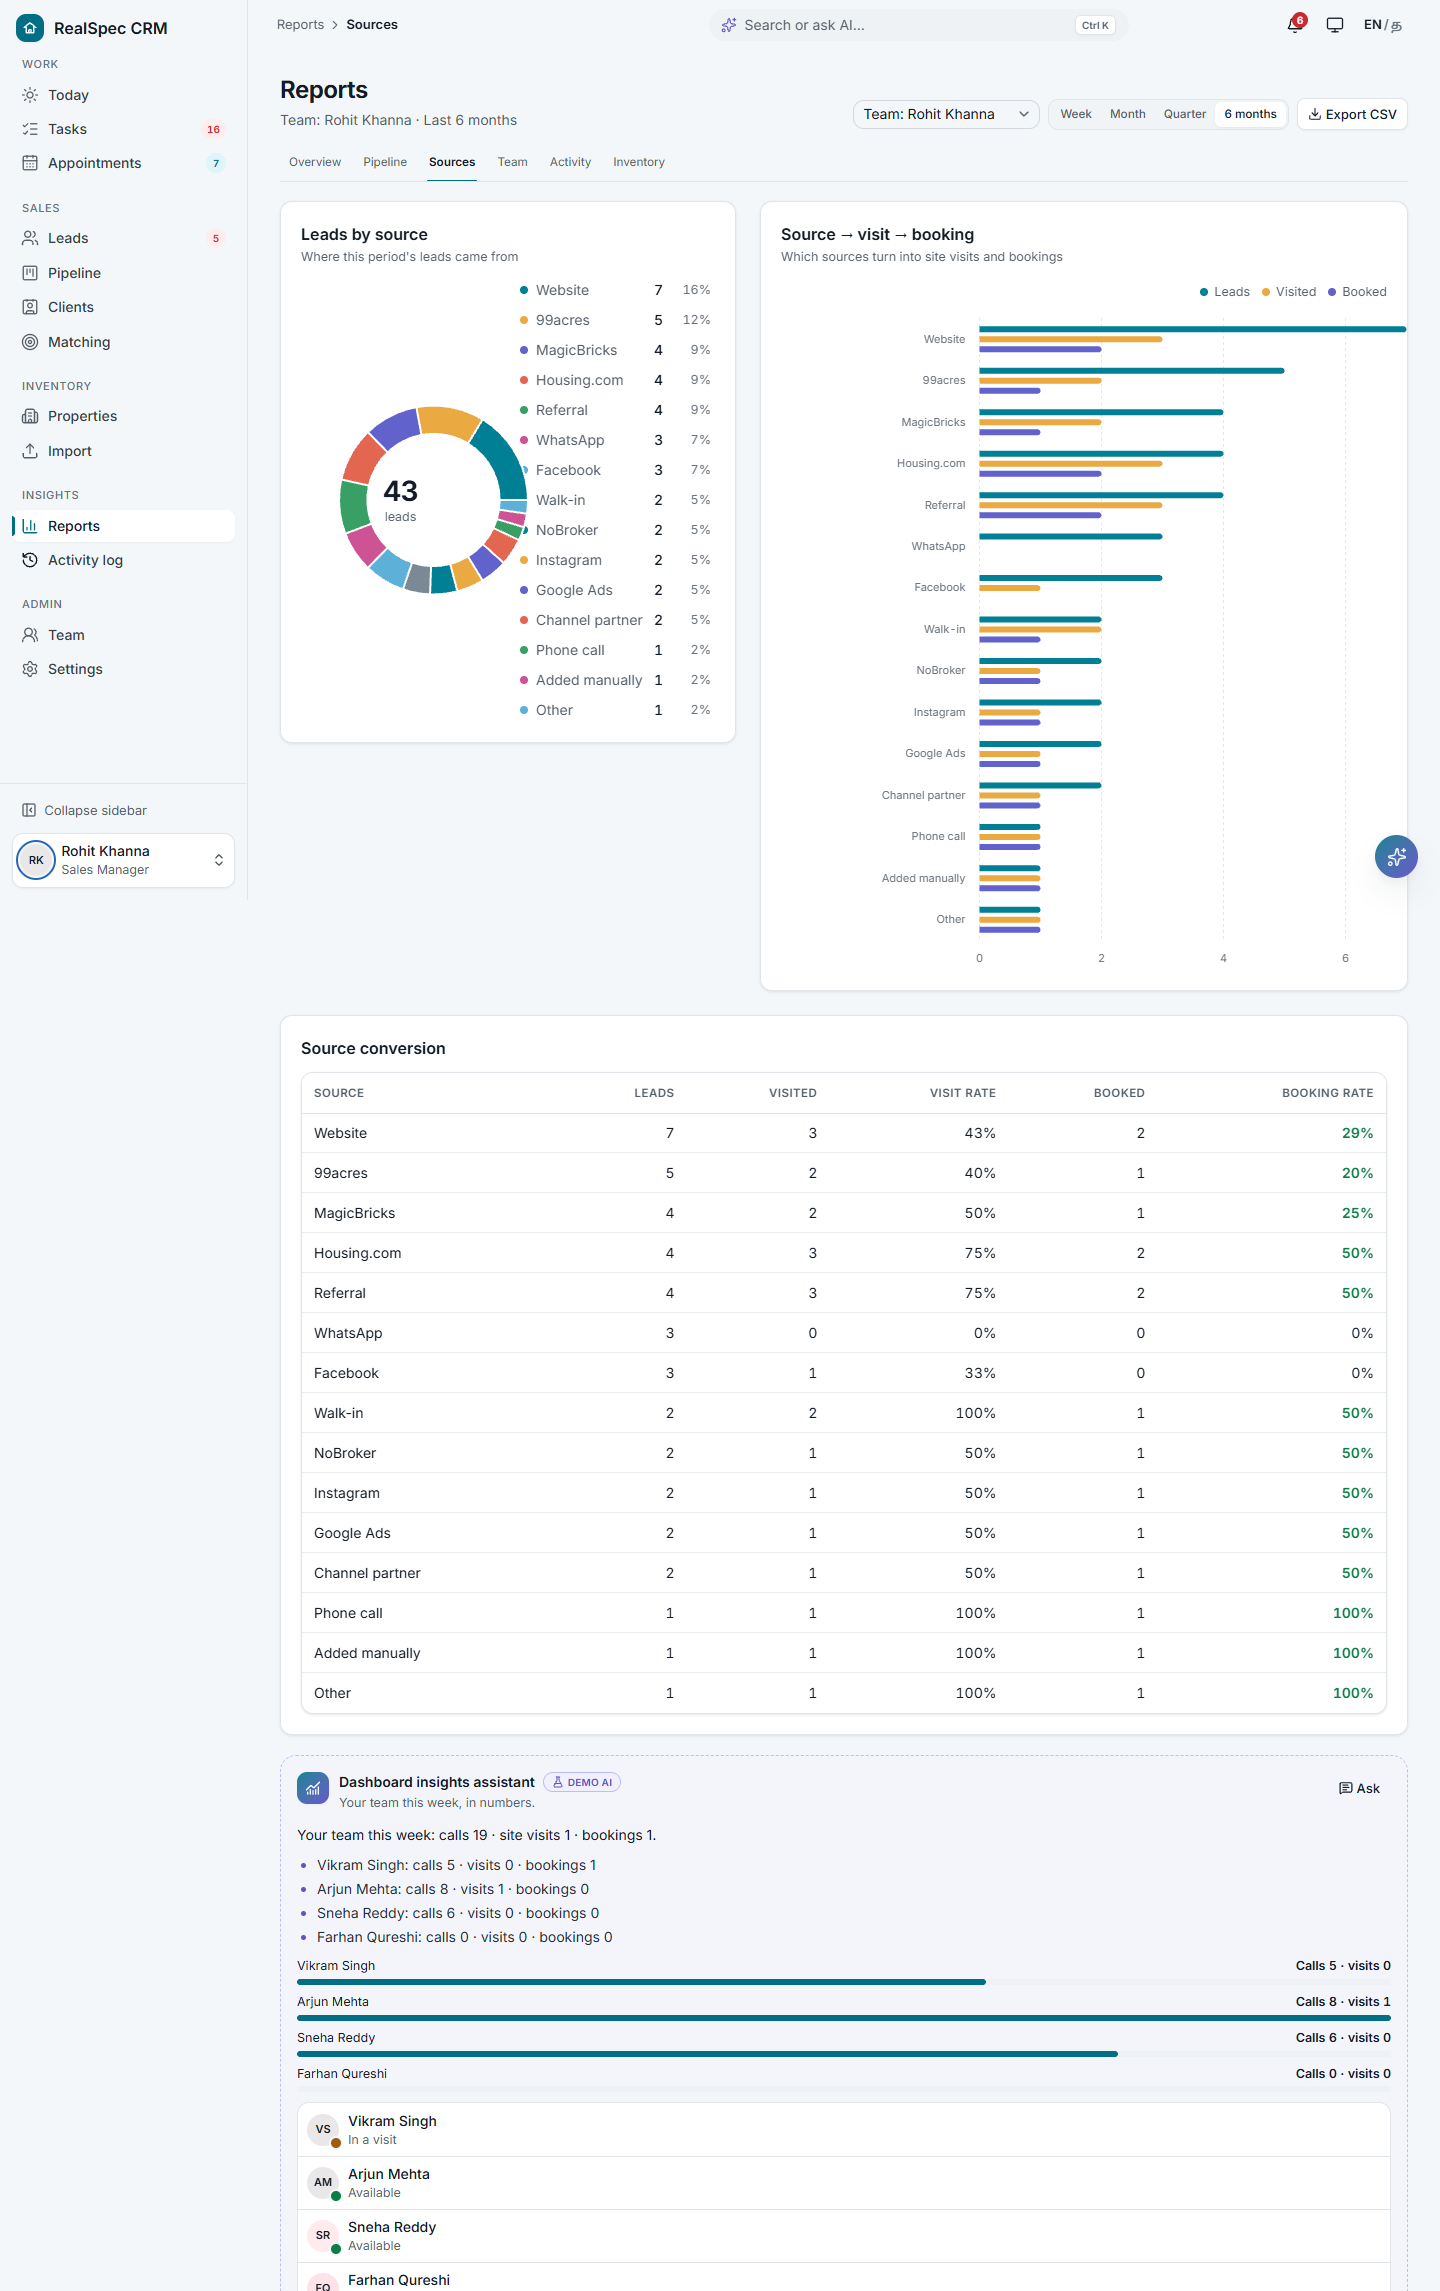 RealSpec CRM
WORK
Today
Tasks 16
Appointments 7
SALES
Leads 5
Pipeline
Clients
Matching
INVENTORY
Properties
Import
INSIGHTS
Reports
Activity log
ADMIN
Team
Settings
Collapse sidebar
RK Rohit Khanna
Sales Manager
Reports > Sources
Search or ask AI... Ctrl K
6
EN / த
Reports
Team: Rohit Khanna · Last 6 months
Team: Rohit Khanna
Week Month Quarter 6 months
Export CSV
Overview Pipeline Sources Team Activity Inventory
Leads by source
Where this period's leads came from
43
leads
Website 7 16%
99acres 5 12%
MagicBricks 4 9%
Housing.com 4 9%
Referral 4 9%
WhatsApp 3 7%
Facebook 3 7%
Walk-in 2 5%
NoBroker 2 5%
Instagram 2 5%
Google Ads 2 5%
Channel partner 2 5%
Phone call 1 2%
Added manually 1 2%
Other 1 2%
Source → visit → booking
Which sources turn into site visits and bookings
Leads Visited Booked
Website
99acres
MagicBricks
Housing.com
Referral
WhatsApp
Facebook
Walk-in
NoBroker
Instagram
Google Ads
Channel partner
Phone call
Added manually
Other
0 2 4 6
Source conversion
SOURCE LEADS VISITED VISIT RATE BOOKED BOOKING RATE
Website 7 3 43% 2 29%
99acres 5 2 40% 1 20%
MagicBricks 4 2 50% 1 25%
Housing.com 4 3 75% 2 50%
Referral 4 3 75% 2 50%
WhatsApp 3 0 0% 0 0%
Facebook 3 1 33% 0 0%
Walk-in 2 2 100% 1 50%
NoBroker 2 1 50% 1 50%
Instagram 2 1 50% 1 50%
Google Ads 2 1 50% 1 50%
Channel partner 2 1 50% 1 50%
Phone call 1 1 100% 1 100%
Added manually 1 1 100% 1 100%
Other 1 1 100% 1 100%
Dashboard insights assistant DEMO AI
Your team this week, in numbers.
Ask
Your team this week: calls 19 · site visits 1 · bookings 1.
• Vikram Singh: calls 5 · visits 0 · bookings 1
• Arjun Mehta: calls 8 · visits 1 · bookings 0
• Sneha Reddy: calls 6 · visits 0 · bookings 0
• Farhan Qureshi: calls 0 · visits 0 · bookings 0
Vikram Singh Calls 5 · visits 0
Arjun Mehta Calls 8 · visits 1
Sneha Reddy Calls 6 · visits 0
Farhan Qureshi Calls 0 · visits 0
VS Vikram Singh
In a visit
AM Arjun Mehta
Available
SR Sneha Reddy
Available
FQ Farhan Qureshi